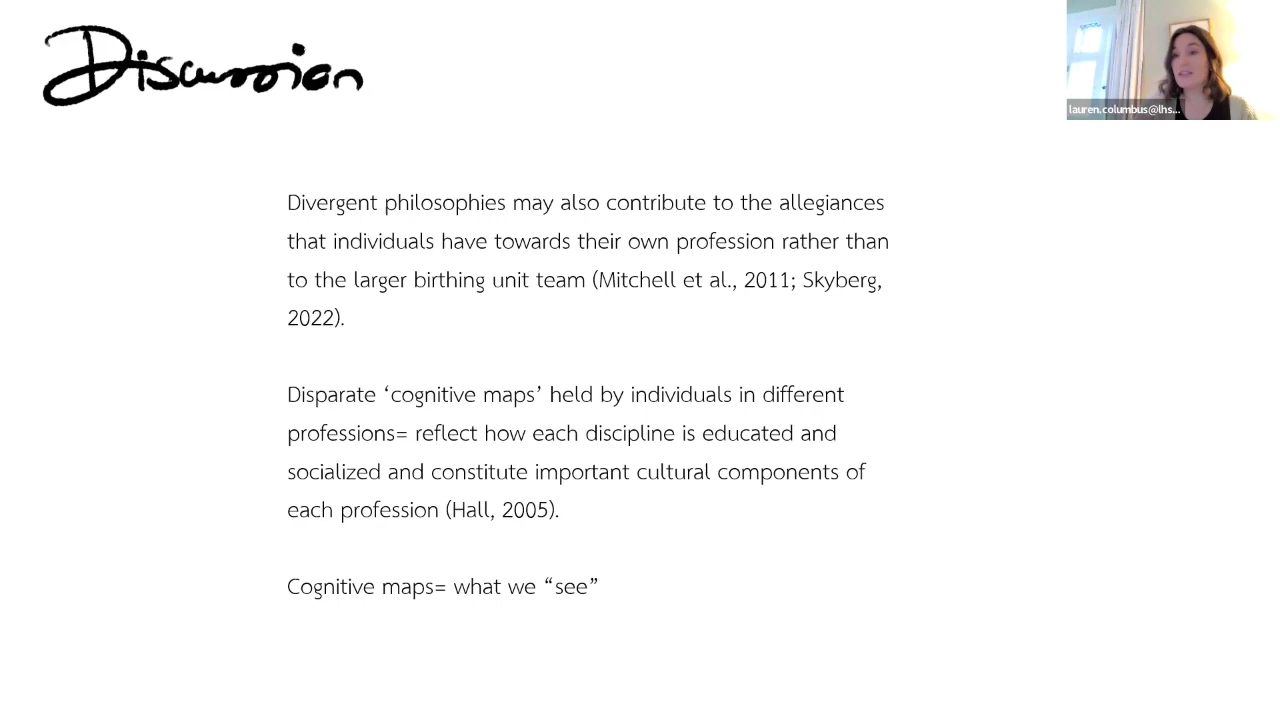 Discussion
lauren.columbus@lhs...
Divergent philosophies may also contribute to the allegiances
that individuals have towards their own profession rather than
to the larger birthing unit team (Mitchell et al., 2011; Skyberg,
2022).
Disparate ‘cognitive maps’ held by individuals in different
professions= reflect how each discipline is educated and
socialized and constitute important cultural components of
each profession (Hall, 2005).
Cognitive maps= what we “see”